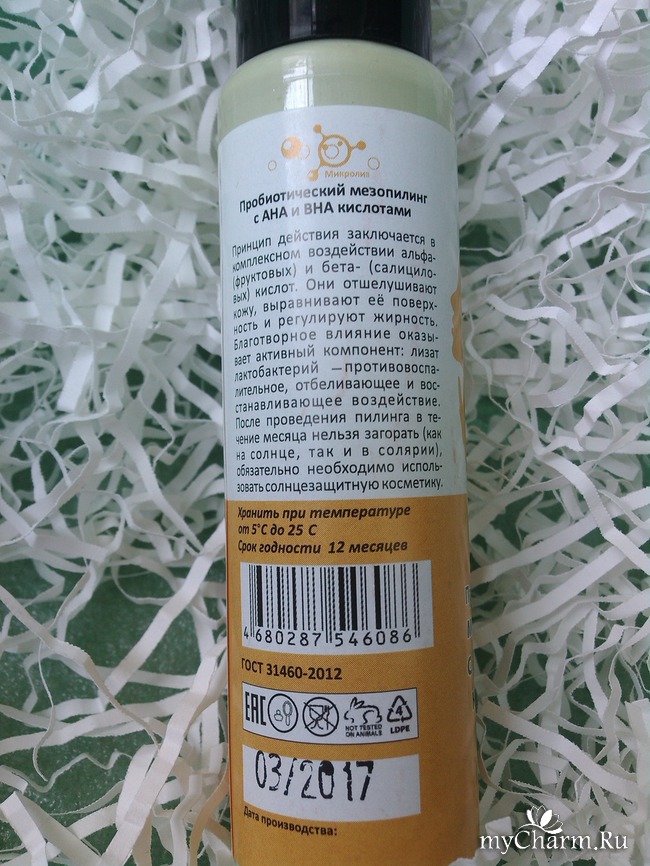 Микролиз
Пробиотический мезопилинг
с АНА и ВНА кислотами
Принцип действия заключается в
комплексном воздействии альфа-
(фруктовых) и бета- (салицило-
вых) кислот. Они отшелушивают
кожу, выравнивают её поверх-
ность и регулируют жирность.
Благотворное влияние оказы-
вает активный компонент: лизат
лактобактерий —противовоспа-
лительное, отбеливающее и вос-
станавливающее воздействие.
После проведения пилинга в те-
чение месяца нельзя загорать (как
на солнце, так и в солярии),
обязательно необходимо исполь-
зовать солнцезащитную косметику.
Хранить при температуре
от 5°С до 25 С
Срок годности 12 месяцев
4 680287 546086
ГОСТ 31460-2012
EAC
NOT TESTED
ON ANIMALS
4
LDPE
03/2017
Дата производства:
myCharm.Ru